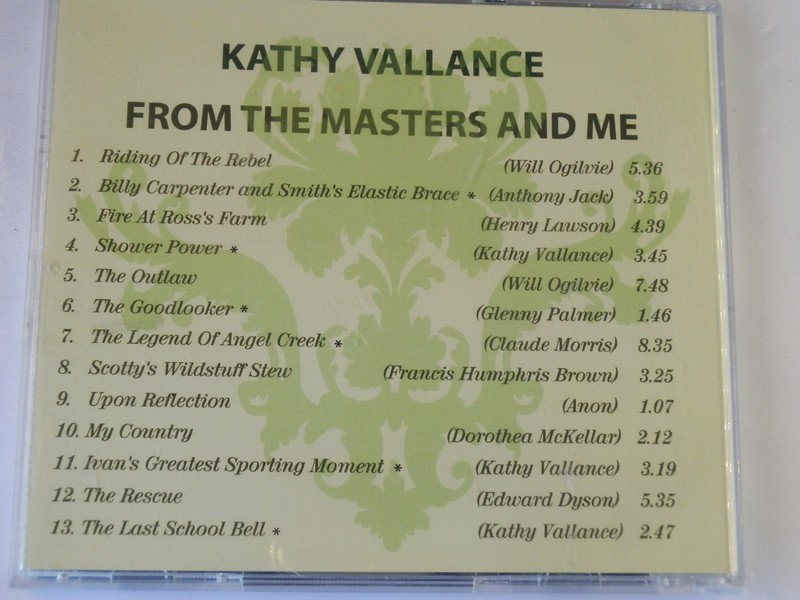 KATHY VALLANCE
FROM THE MASTERS AND ME
1. Riding Of The Rebel (Will Ogilvie) 5.36
2. Billy Carpenter and Smith's Elastic Brace * (Anthony Jack) 3.59
3. Fire At Ross's Farm (Henry Lawson) 4.39
4. Shower Power * (Kathy Vallance) 3.45
5. The Outlaw (Will Ogilvie) 7.48
6. The Goodlooker * (Glenny Palmer) 1.46
7. The Legend Of Angel Creek * (Claude Morris) 8.35
8. Scotty's Wildstuff Stew (Francis Humphris Brown) 3.25
9. Upon Reflection (Anon) 1.07
10. My Country (Dorothea McKellar) 2.12
11. Ivan's Greatest Sporting Moment * (Kathy Vallance) 3.19
12. The Rescue (Edward Dyson) 5.35
13. The Last School Bell * (Kathy Vallance) 2.47